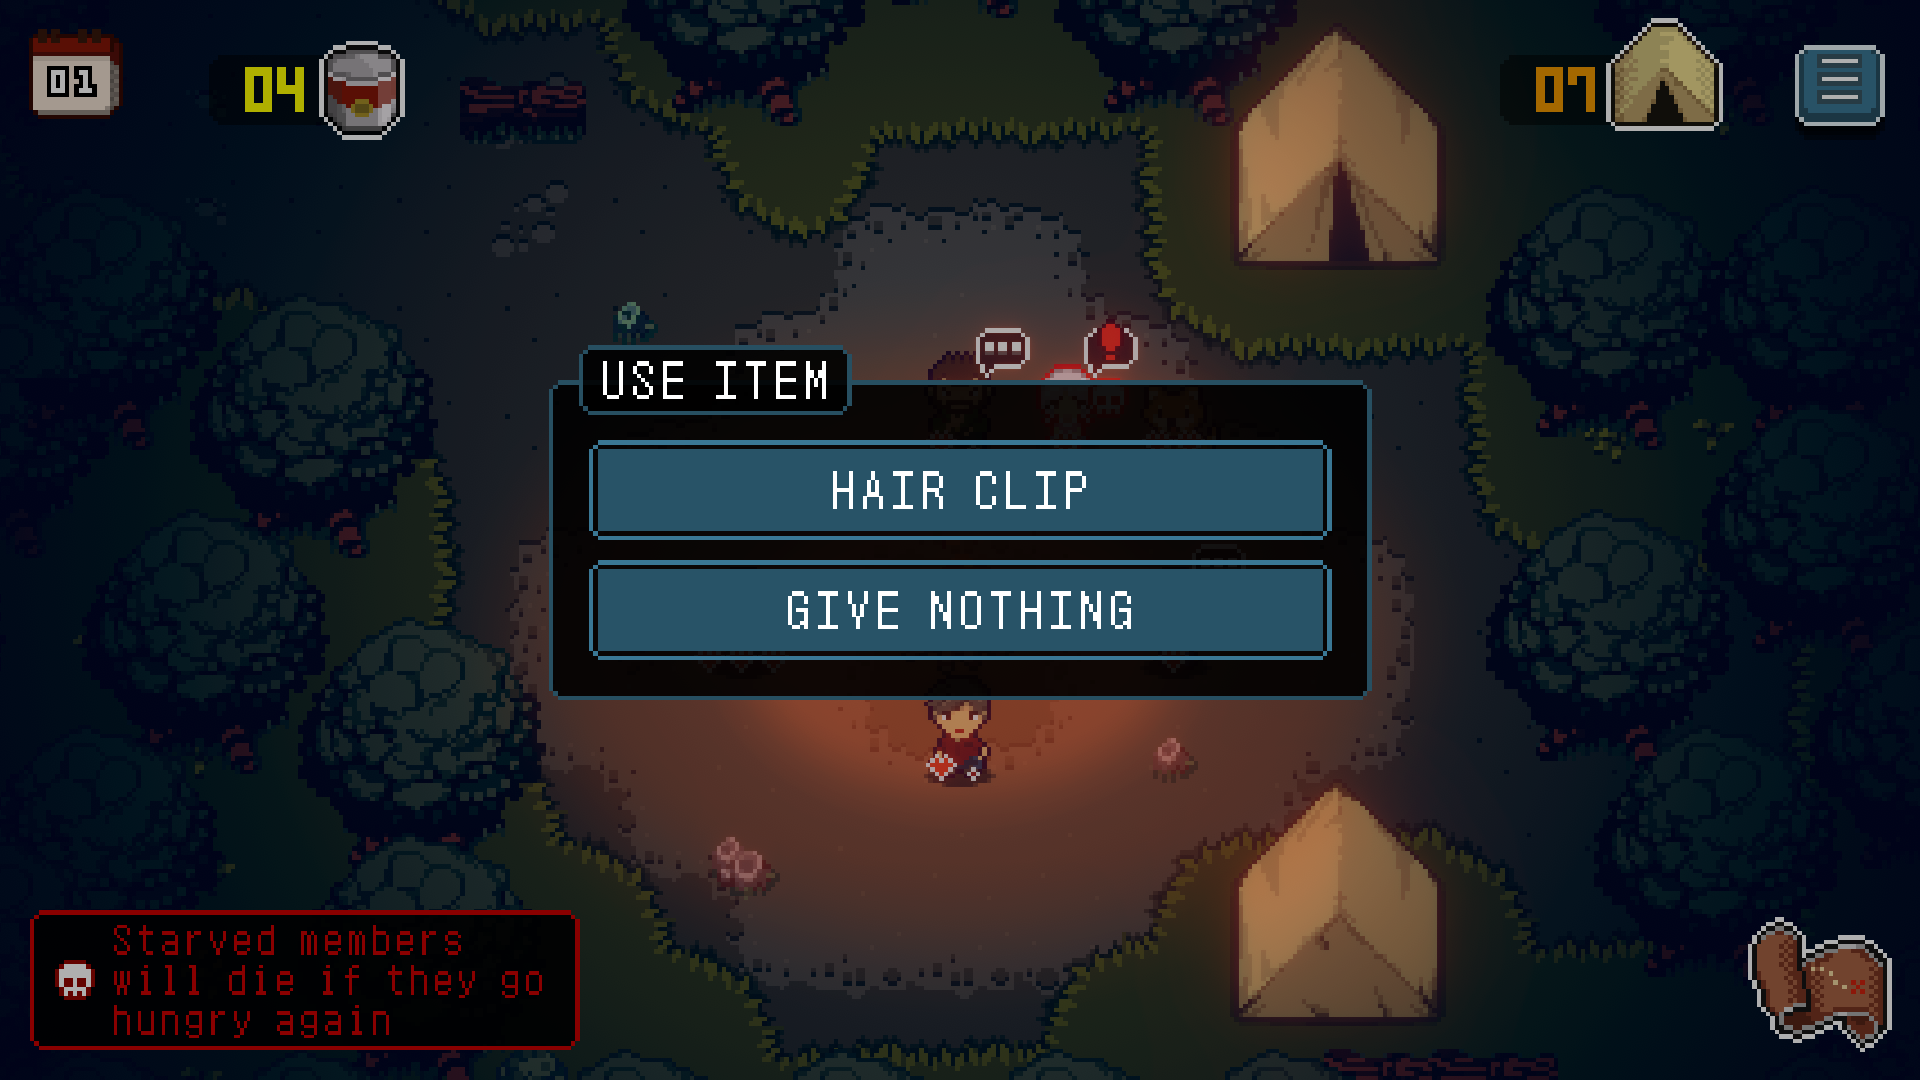 01
04
07
USE ITEM
HAIR CLIP
GIVE NOTHING
Starved members
will die if they go
hungry again